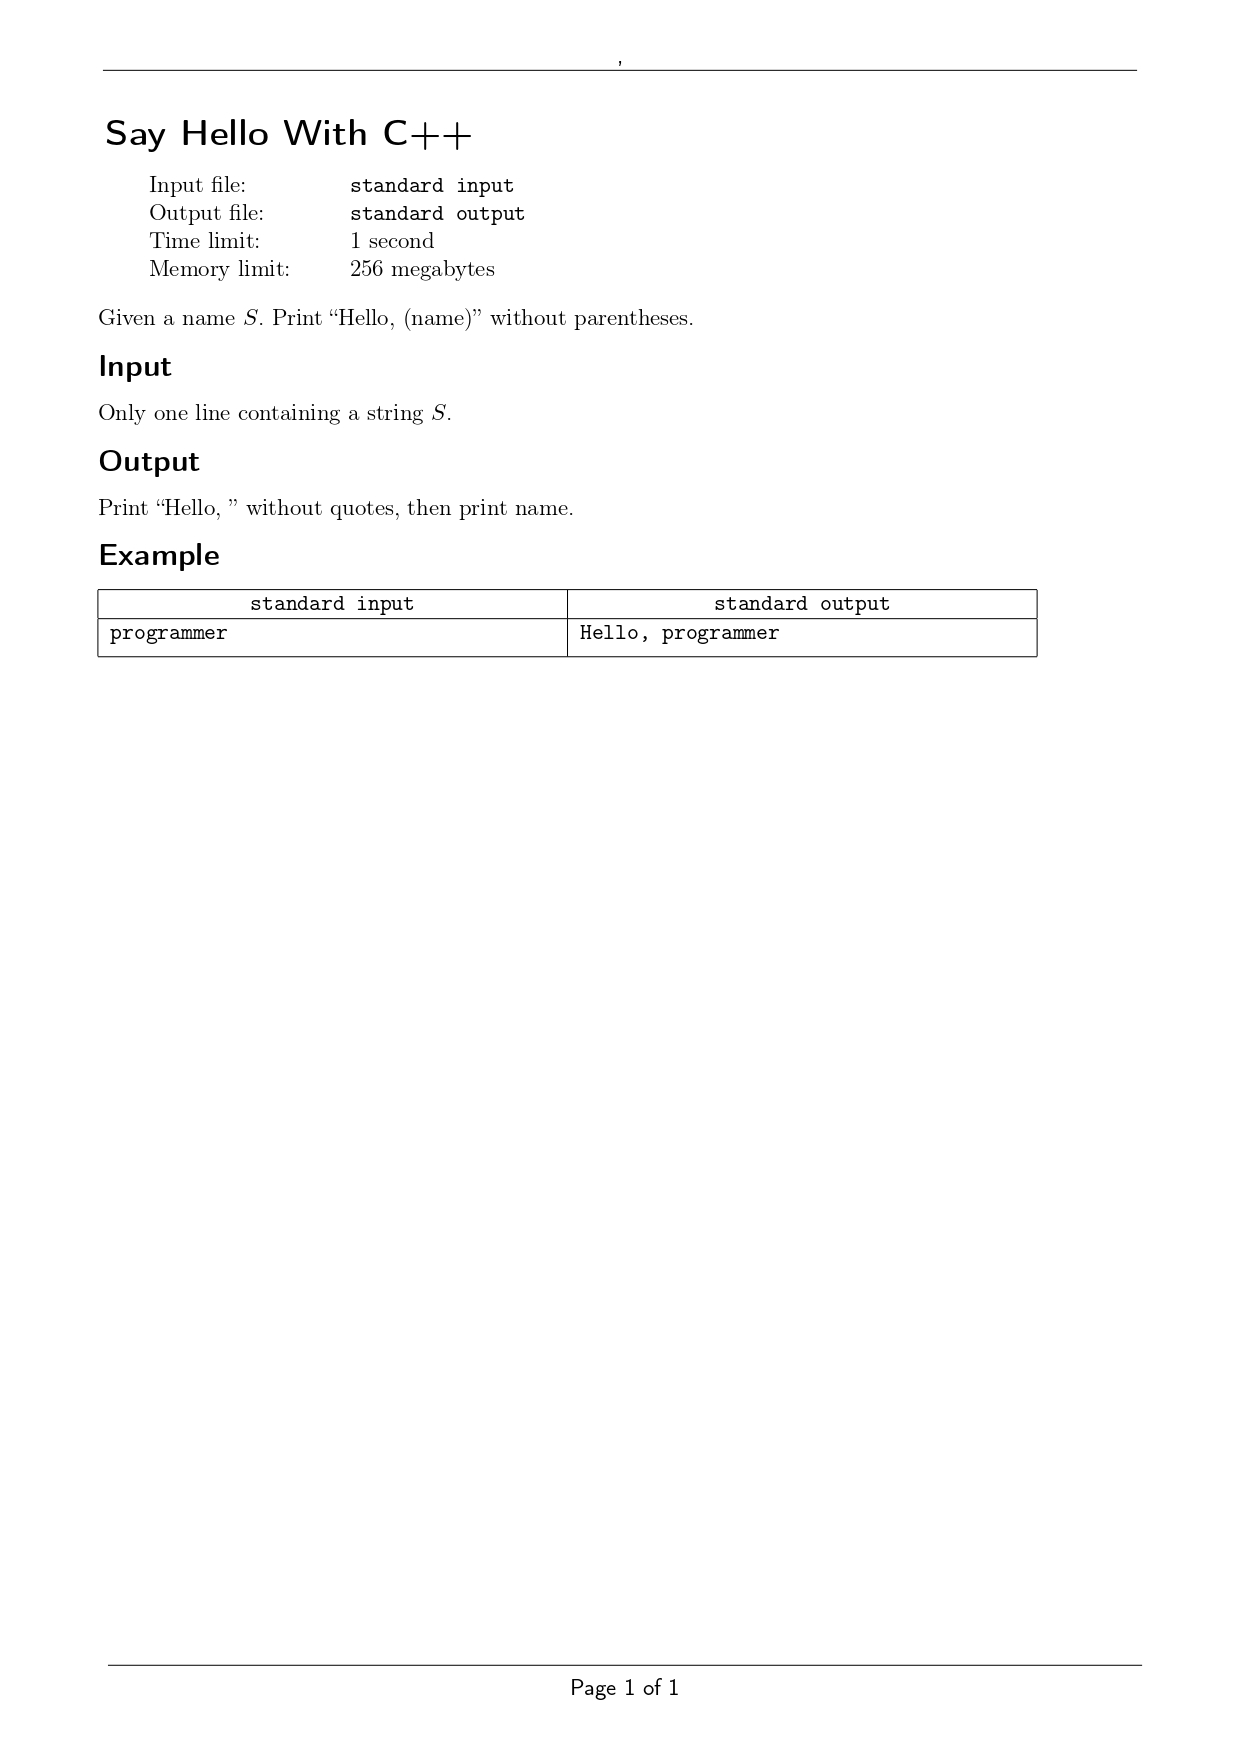 ,
Say Hello With C++
Input file: standard input
Output file: standard output
Time limit: 1 second
Memory limit: 256 megabytes
Given a name S. Print “Hello, (name)” without parentheses.
Input
Only one line containing a string S.
Output
Print “Hello, ” without quotes, then print name.
Example
standard input standard output
programmer Hello, programmer
Page 1 of 1